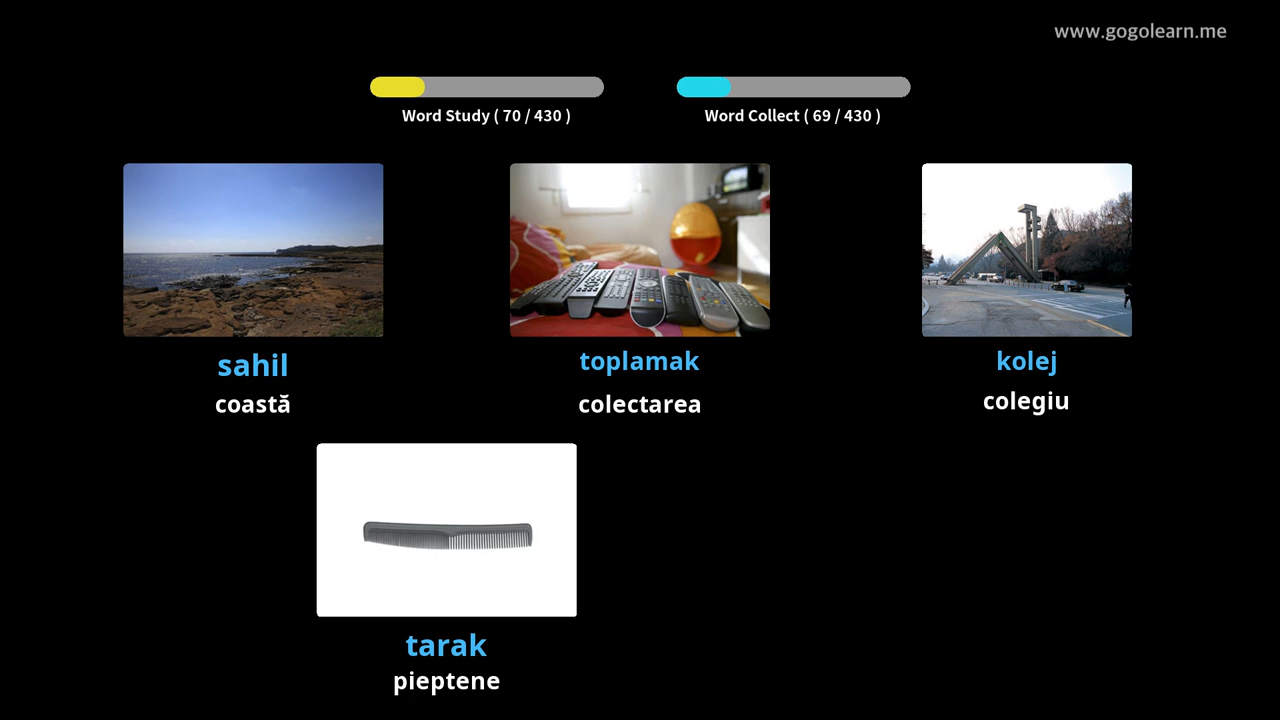 www.gogolearn.me
Word Study ( 70 / 430 )
Word Collect ( 69 / 430 )
sahil
coastă
toplamak
colectarea
kolej
colegiu
tarak
pieptene